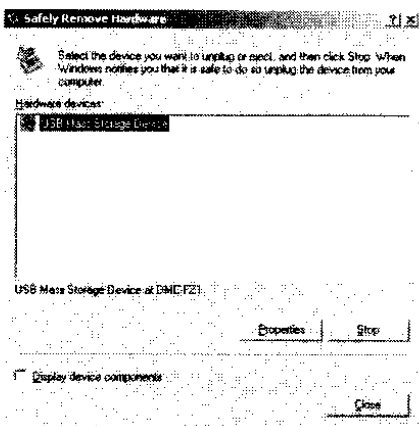 Safely Remove Hardware
Select the device you want to unplug or eject, and then click Stop. When
Windows notifies you that it is safe to do so unplug the device from your
computer.
Hardware devices:
USB Mass Storage Device
USB Mass Storage Device at DMC-FZ1
Properties
Stop
Display device components
Close